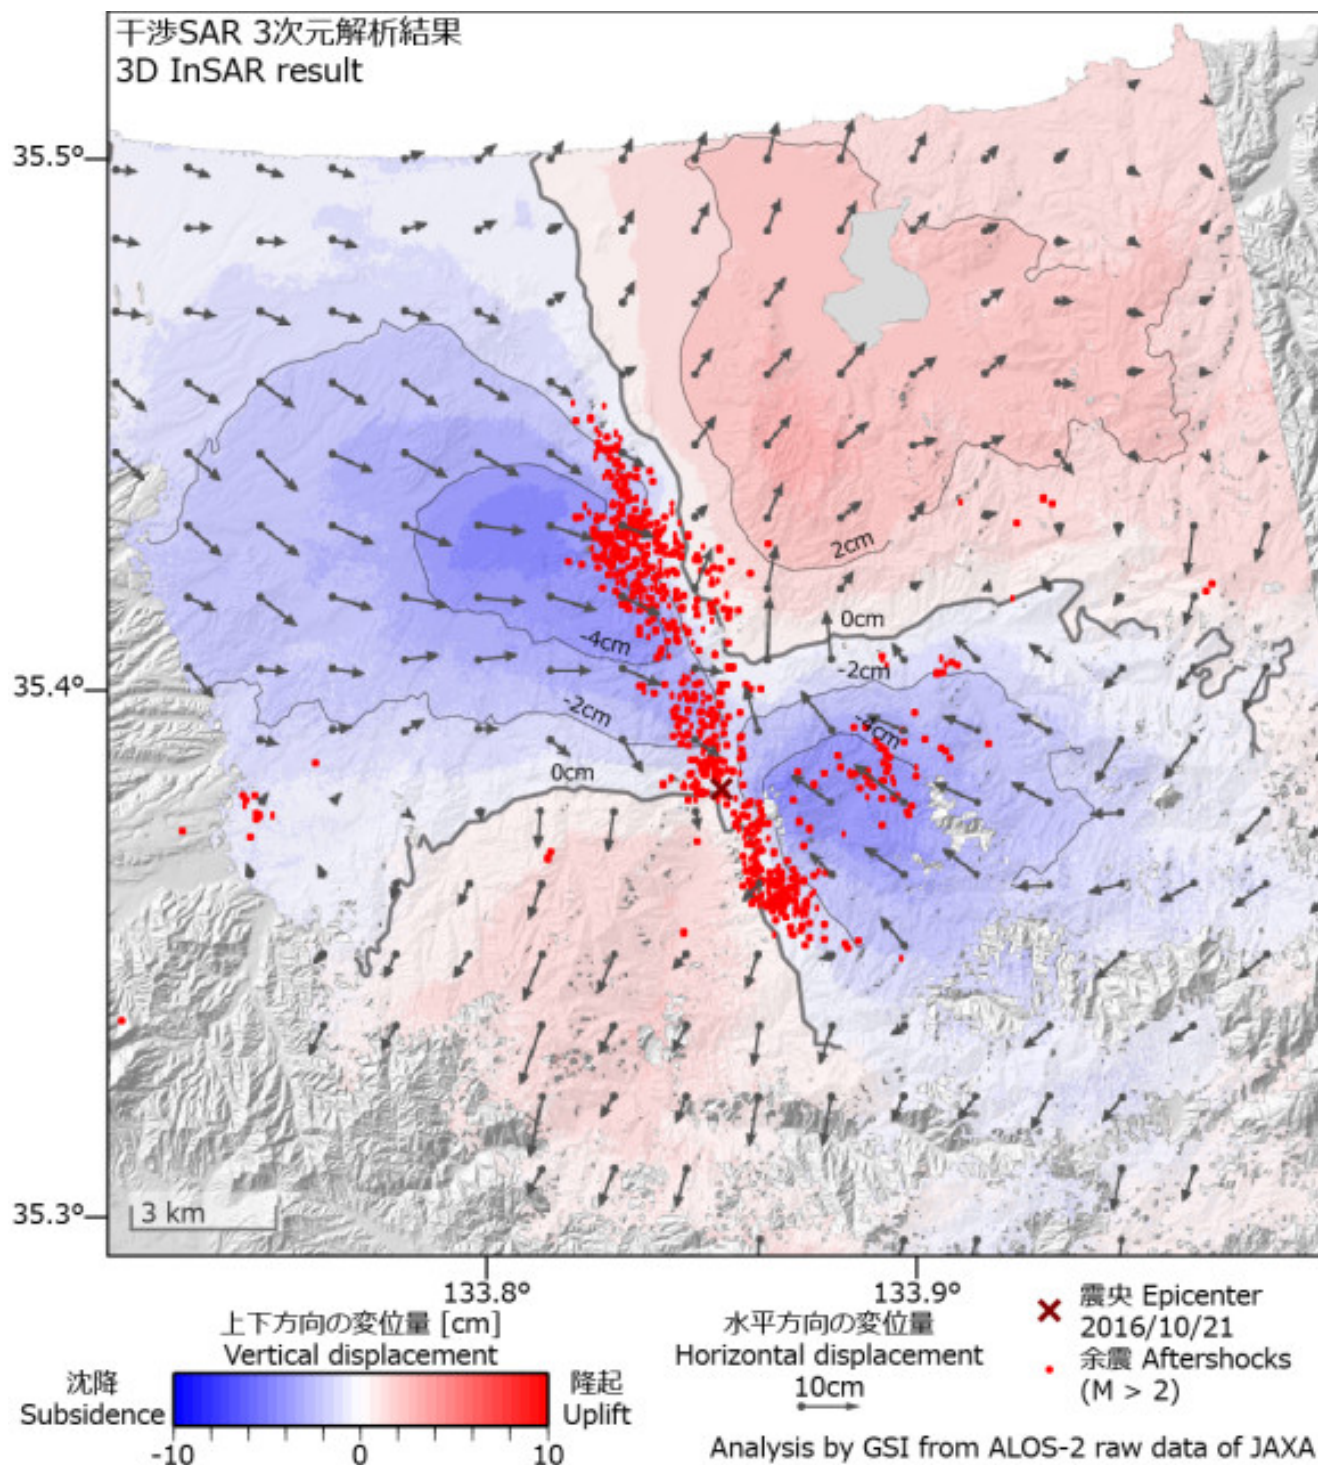 干渉SAR 3次元解析結果
3D InSAR result
35.5°
35.4°
35.3°
2cm
0cm
-2cm
-4cm
-4cm
-2cm
0cm
3 km
133.8°
133.9°
上下方向の変位量 [cm]
Vertical displacement
沈降
Subsidence
隆起
Uplift
-10
0
10
水平方向の変位量
Horizontal displacement
10cm
震央 Epicenter
2016/10/21
余震 Aftershocks
(M > 2)
Analysis by GSI from ALOS-2 raw data of JAXA